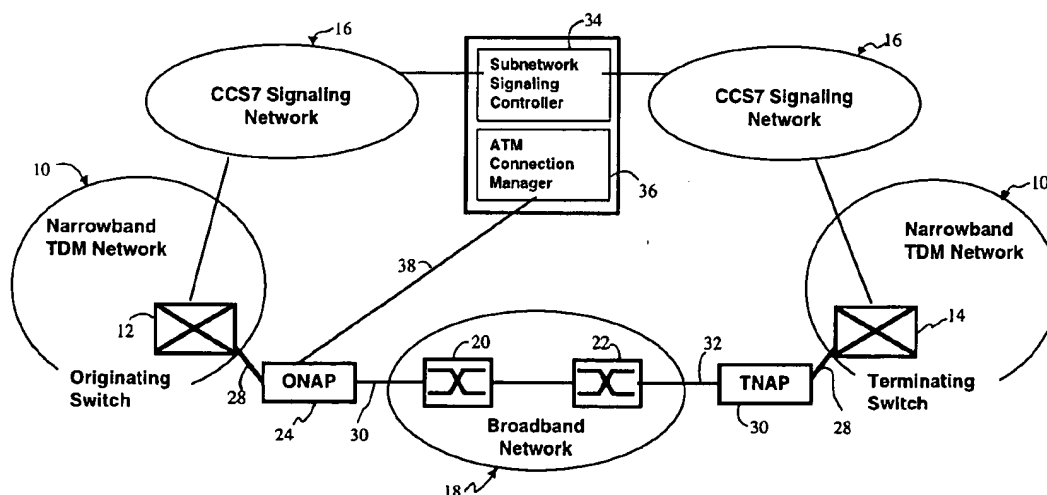 16
34
16
Subnetwork
Signaling
Controller
CCS7 Signaling
Network
CCS7 Signaling
Network
ATM
Connection
Manager
36
10
10
Narrowband
TDM Network
Narrowband
TDM Network
38
12
20
22
32
14
ONAP
TNAP
Originating
Switch
28
24
30
Broadband
Network
30
28
Terminating
Switch
18